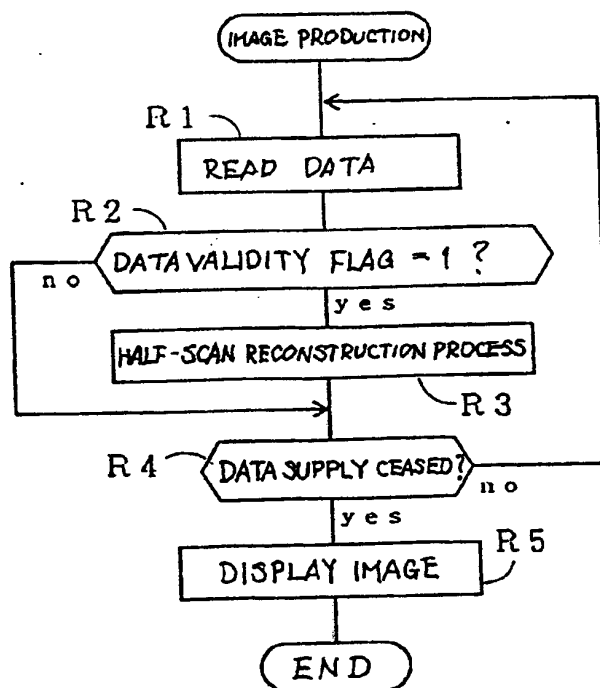 IMAGE PRODUCTION
R1
READ DATA
R2
DATA VALIDITY FLAG = 1 ?
no
yes
HALF-SCAN RECONSTRUCTION PROCESS
R3
R4
DATA SUPPLY CEASED?
no
yes
R5
DISPLAY IMAGE
END